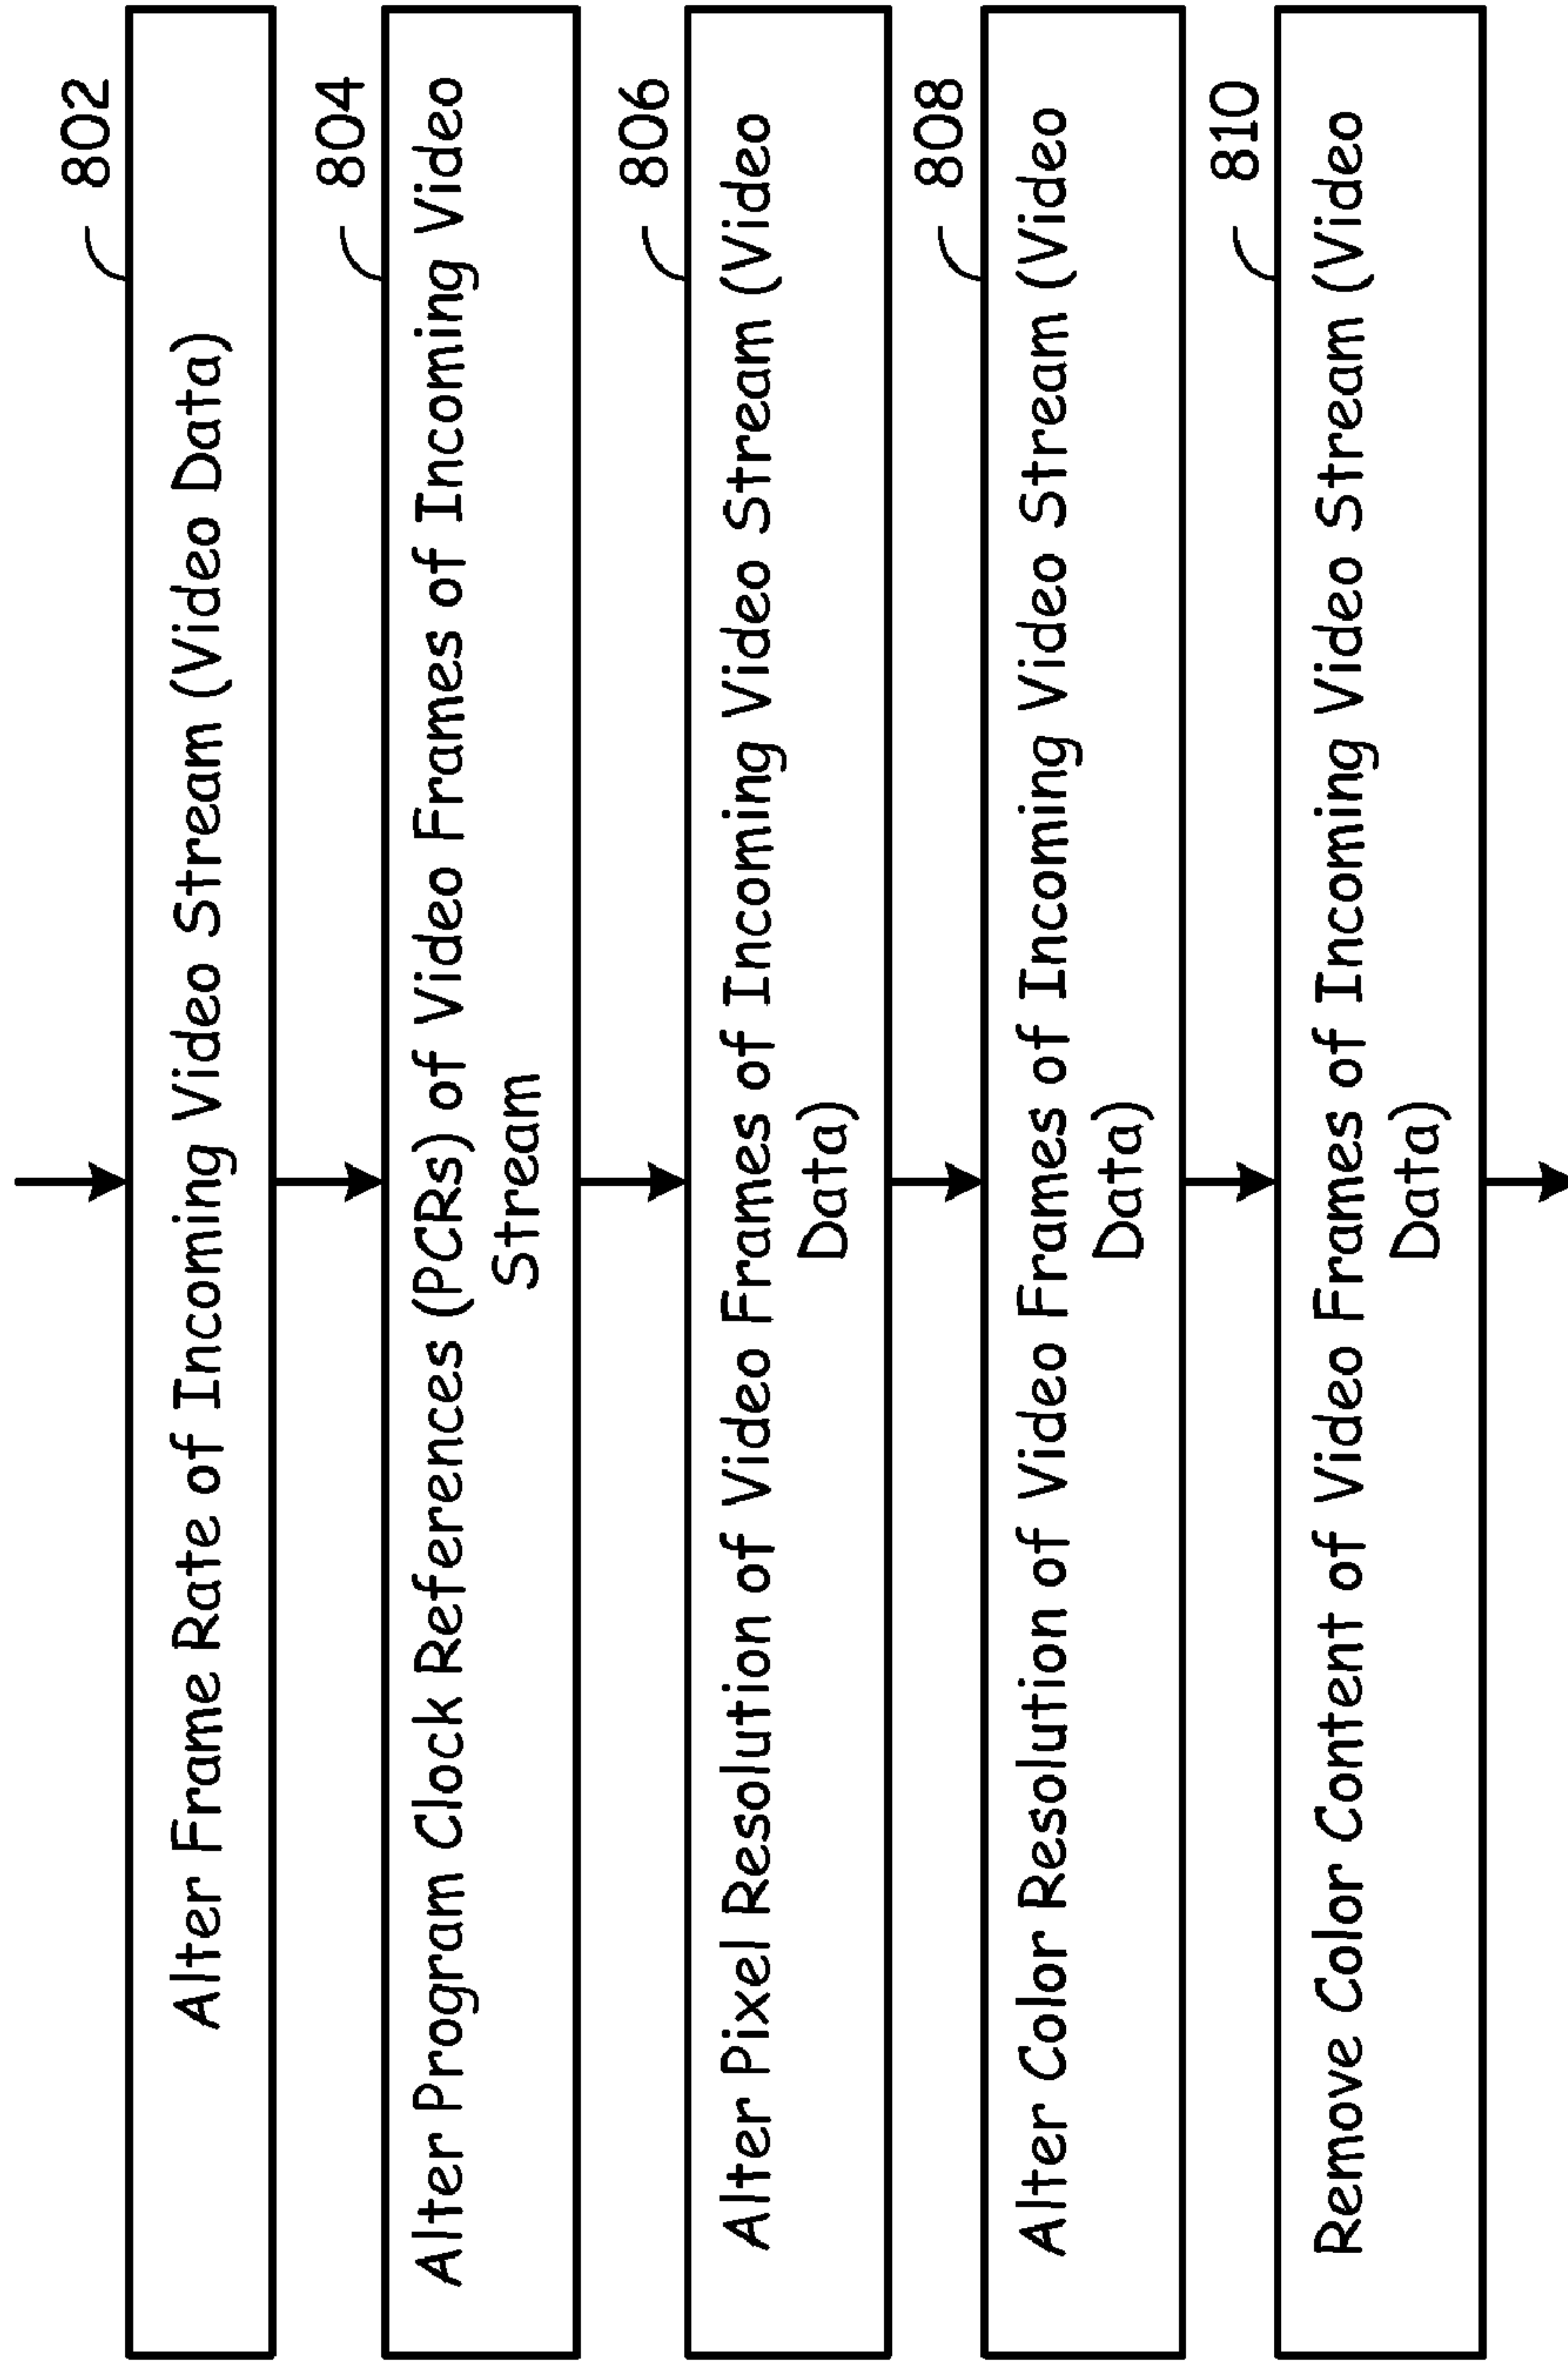 802
Alter Frame Rate of Incoming Video Stream (Video Data)
804
Alter Program Clock References (PCRs) of Video Frames of Incoming Video
Stream
806
Alter Pixel Resolution of Video Frames of Incoming Video Stream (Video
Data)
808
Alter Color Resolution of Video Frames of Incoming Video Stream (Video
Data)
810
Remove Color Content of Video Frames of Incoming Video Stream (Video
Data)